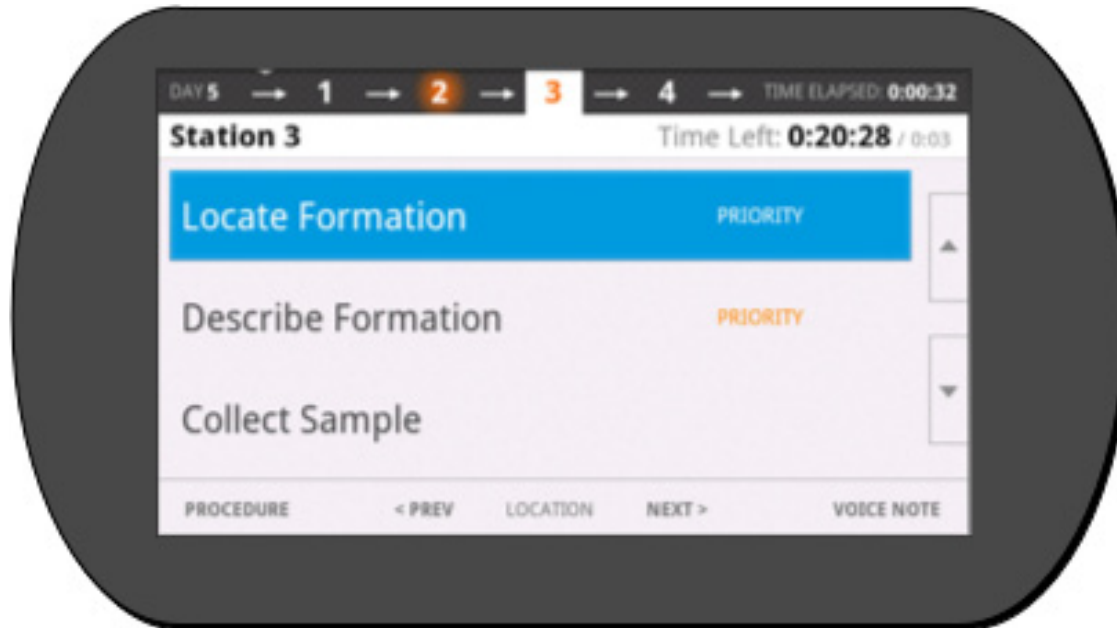 DAY 5 → 1 → 2 → 3 → 4 → TIME ELAPSED: 0:00:32
Station 3 Time Left: 0:20:28 / 0:03
Locate Formation PRIORITY
Describe Formation PRIORITY
Collect Sample
PROCEDURE < PREV LOCATION NEXT > VOICE NOTE